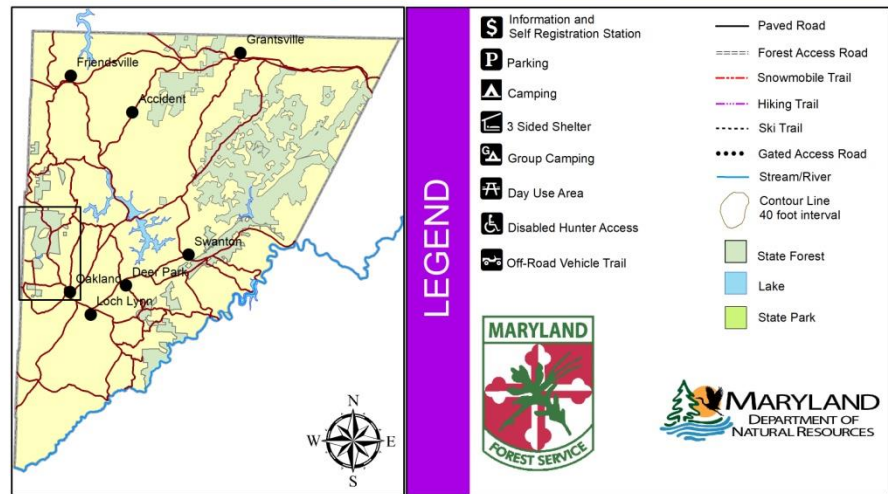 Grantsville
Friendsville
Accident
Swanton
Deer Park
Oakland
Loch Lynn
N
W
E
S
LEGEND
$
Information and
Self Registration Station
P
Parking
Camping
3 Sided Shelter
G
Group Camping
Day Use Area
Disabled Hunter Access
Off-Road Vehicle Trail
Paved Road
Forest Access Road
Snowmobile Trail
Hiking Trail
Ski Trail
Gated Access Road
Stream/River
Contour Line
40 foot interval
State Forest
Lake
State Park
MARYLAND
FOREST SERVICE
MARYLAND
DEPARTMENT OF
NATURAL RESOURCES